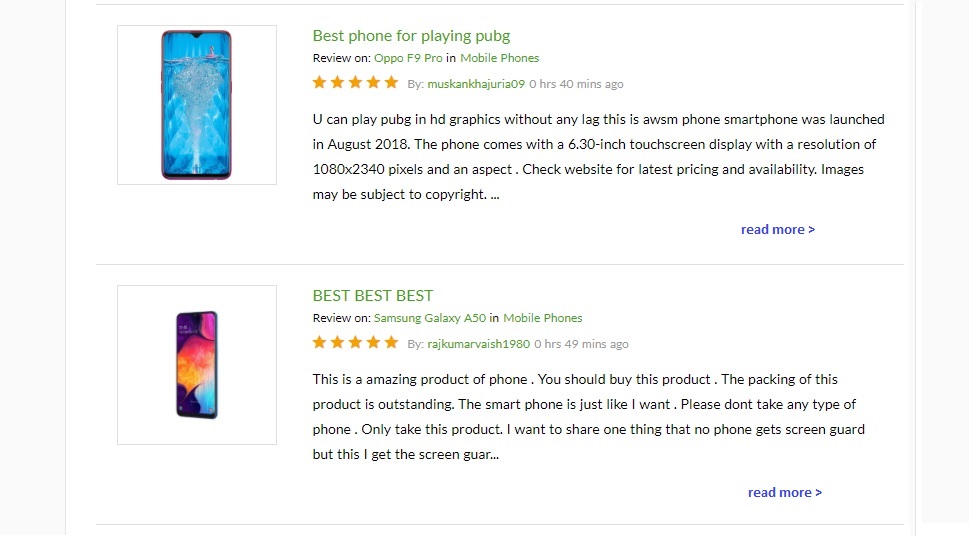 Best phone for playing pubg
Review on: Oppo F9 Pro in Mobile Phones
By: muskankhajuria09 0 hrs 40 mins ago
U can play pubg in hd graphics without any lag this is awsm phone smartphone was launched
in August 2018. The phone comes with a 6.30-inch touchscreen display with a resolution of
1080x2340 pixels and an aspect . Check website for latest pricing and availability. Images
may be subject to copyright. ...
read more >
BEST BEST BEST
Review on: Samsung Galaxy A50 in Mobile Phones
By: rajkumarvaish1980 0 hrs 49 mins ago
This is a amazing product of phone . You should buy this product . The packing of this
product is outstanding. The smart phone is just like I want . Please dont take any type of
phone . Only take this product. I want to share one thing that no phone gets screen guard
but this I get the screen guar...
read more >